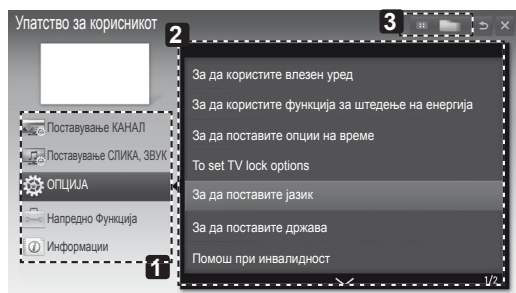 Упатство за корисникот
2
3
Поставување КАНАЛ
Поставување СЛИКА, ЗВУК
ОПЦИЈА
Напредно Функција
Информации
1
За да користите влезен уред
За да користите функција за штедење на енергија
За да поставите опции на време
To set TV lock options
За да поставите јазик
За да поставите држава
Помош при инвалидност
1/2